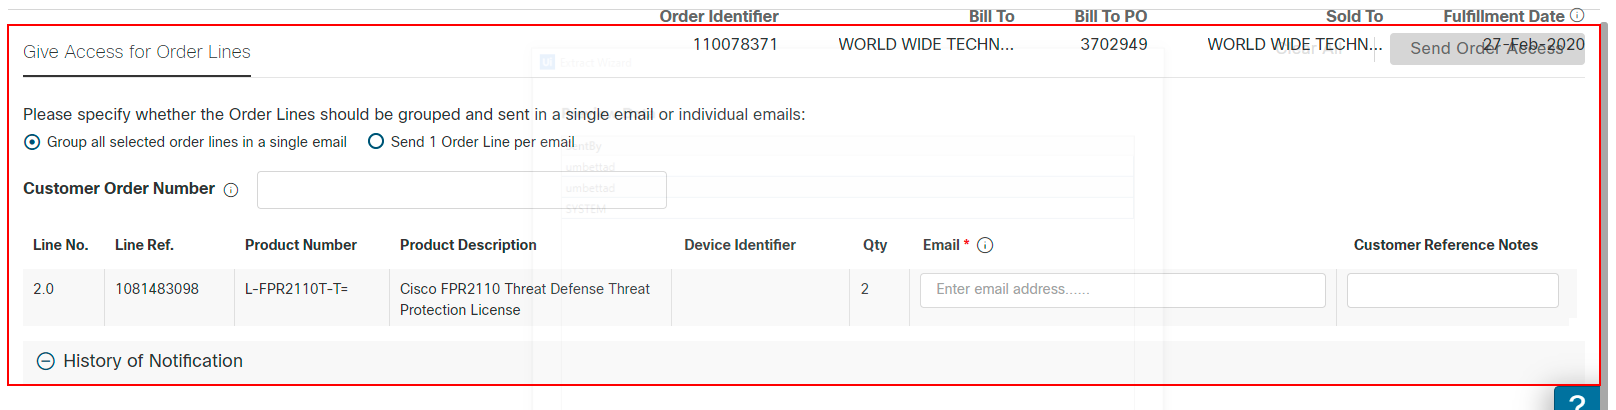 Order Identifier Bill To Bill To PO Sold To Fulfillment Date
110078371 WORLD WIDE TECHN... 3702949 WORLD WIDE TECHN... 27-Feb-2020
Give Access for Order Lines Send Order Access
Please specify whether the Order Lines should be grouped and sent in a single email or individual emails:
Group all selected order lines in a single email Send 1 Order Line per email
SentBy
umbettad
umbettad
SYSTEM
Customer Order Number
Line No. Line Ref. Product Number Product Description Device Identifier Qty Email * Customer Reference Notes
2.0 1081483098 L-FPR2110T-T= Cisco FPR2110 Threat Defense Threat 2 Enter email address......
Protection License
History of Notification
?